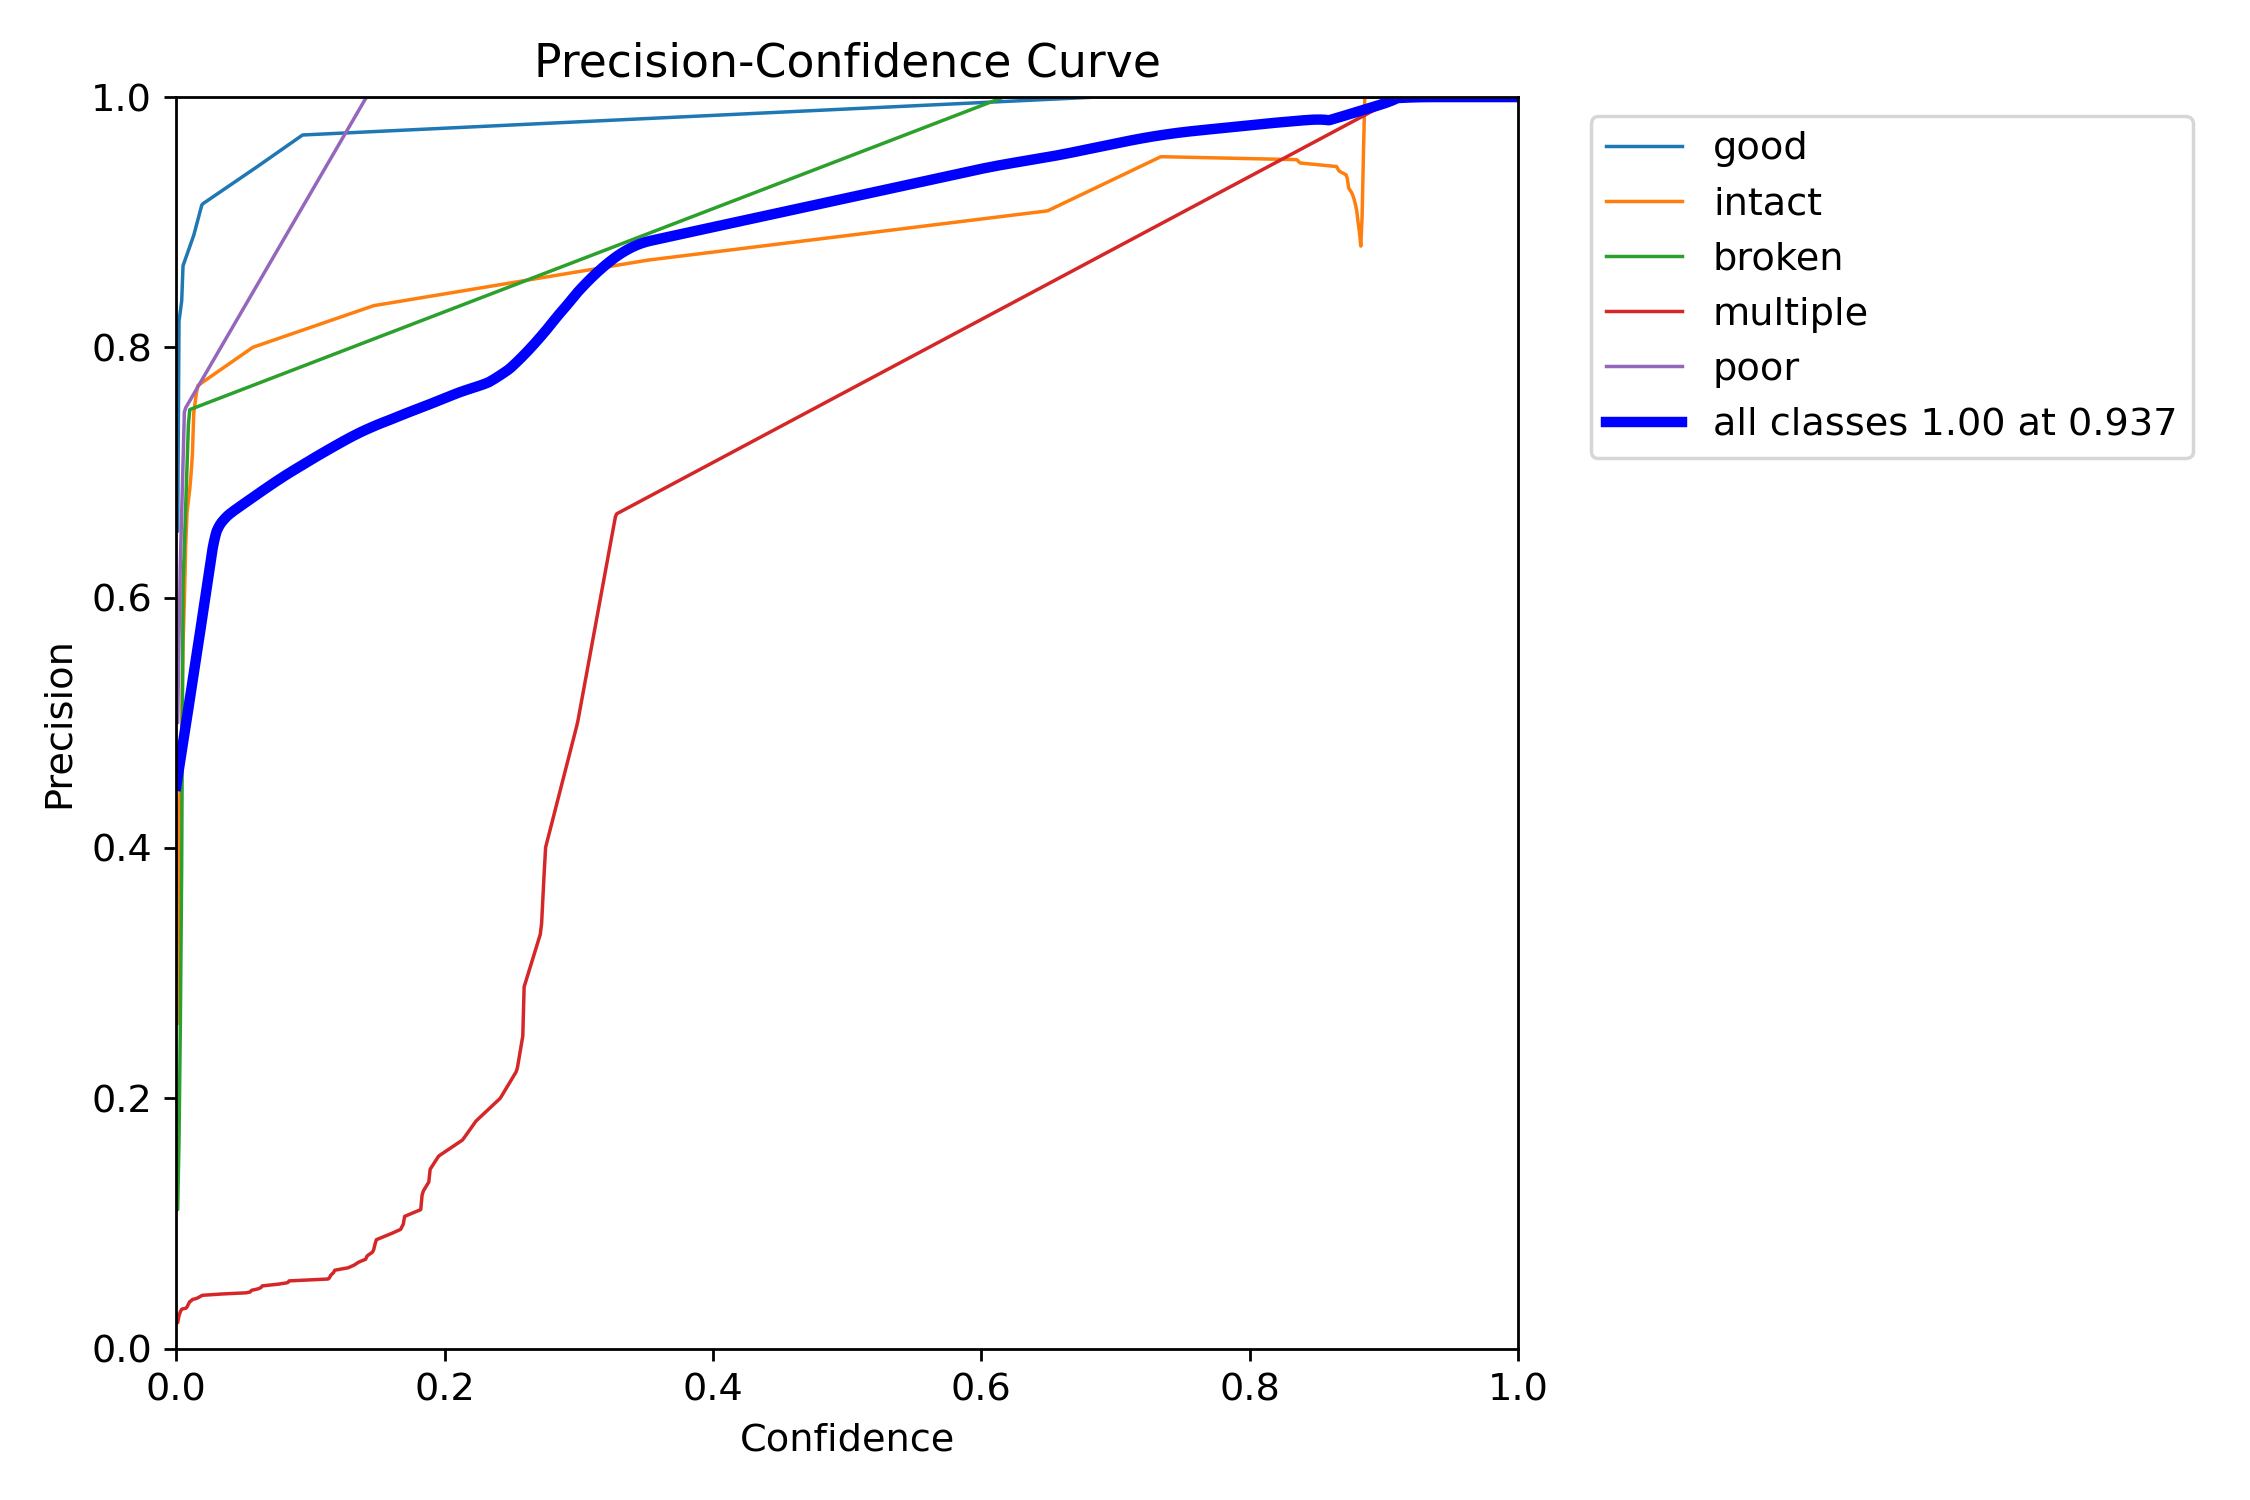 Precision-Confidence Curve
1.0
0.8
0.6
0.4
0.2
0.0
Precision
0.0 0.2 0.4 0.6 0.8 1.0
Confidence
good
intact
broken
multiple
poor
all classes 1.00 at 0.937